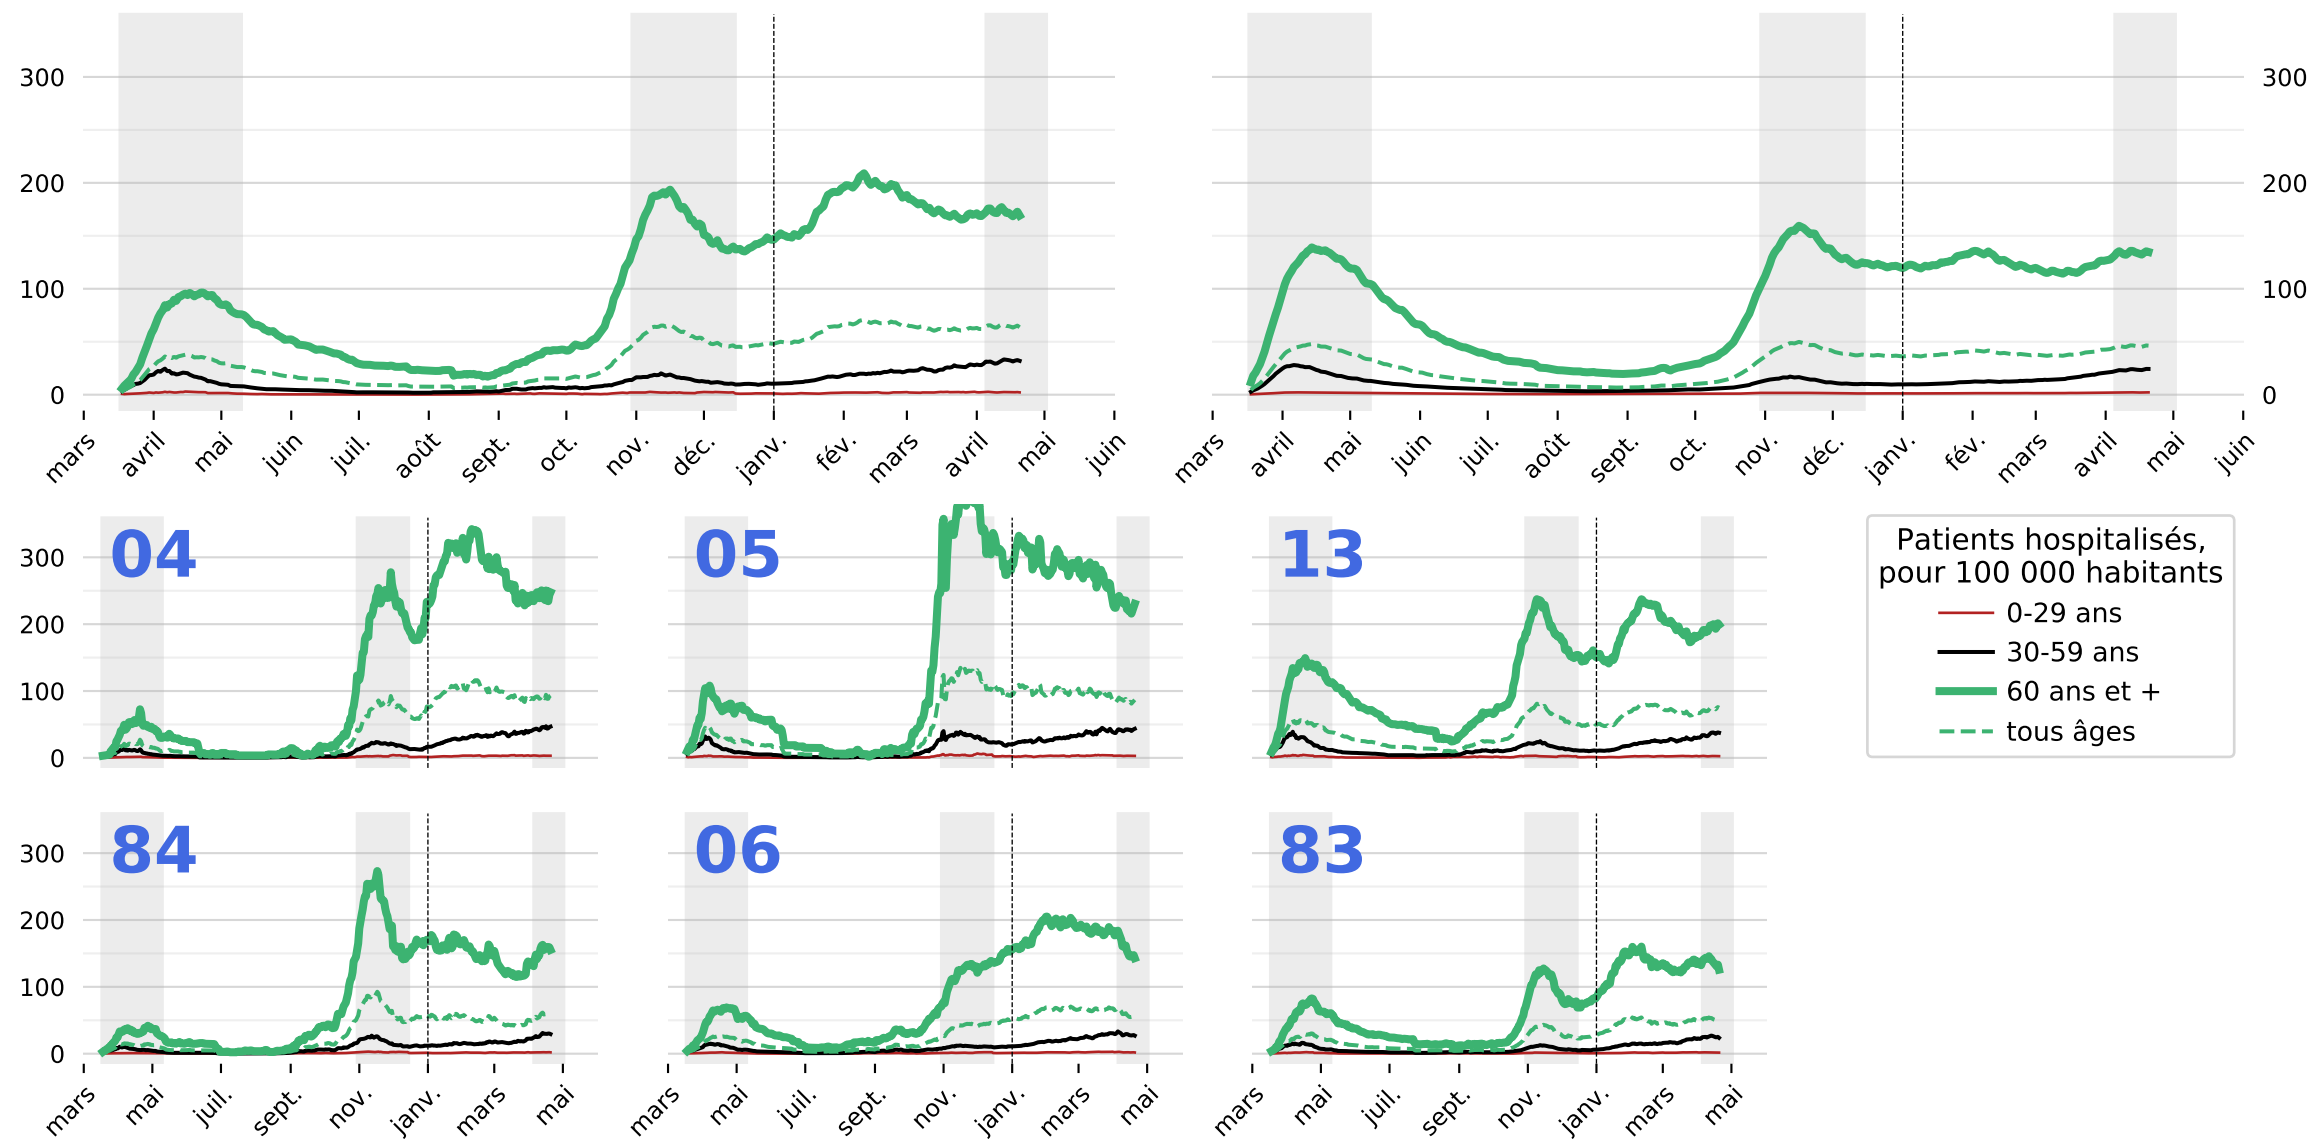 300
200
100
0
mars avril mai juin juil. août sept. oct. nov. déc. janv. fév. mars avril mai juin
300
200
100
0
mars avril mai juin juil. août sept. oct. nov. déc. janv. fév. mars avril mai juin
300
200
100
0
04
05
13
Patients hospitalisés,
pour 100 000 habitants
0-29 ans
30-59 ans
60 ans et +
tous âges
300
200
100
0
84
06
83
mars mai juil. sept. nov. janv. mars mai
mars mai juil. sept. nov. janv. mars mai
mars mai juil. sept. nov. janv. mars mai